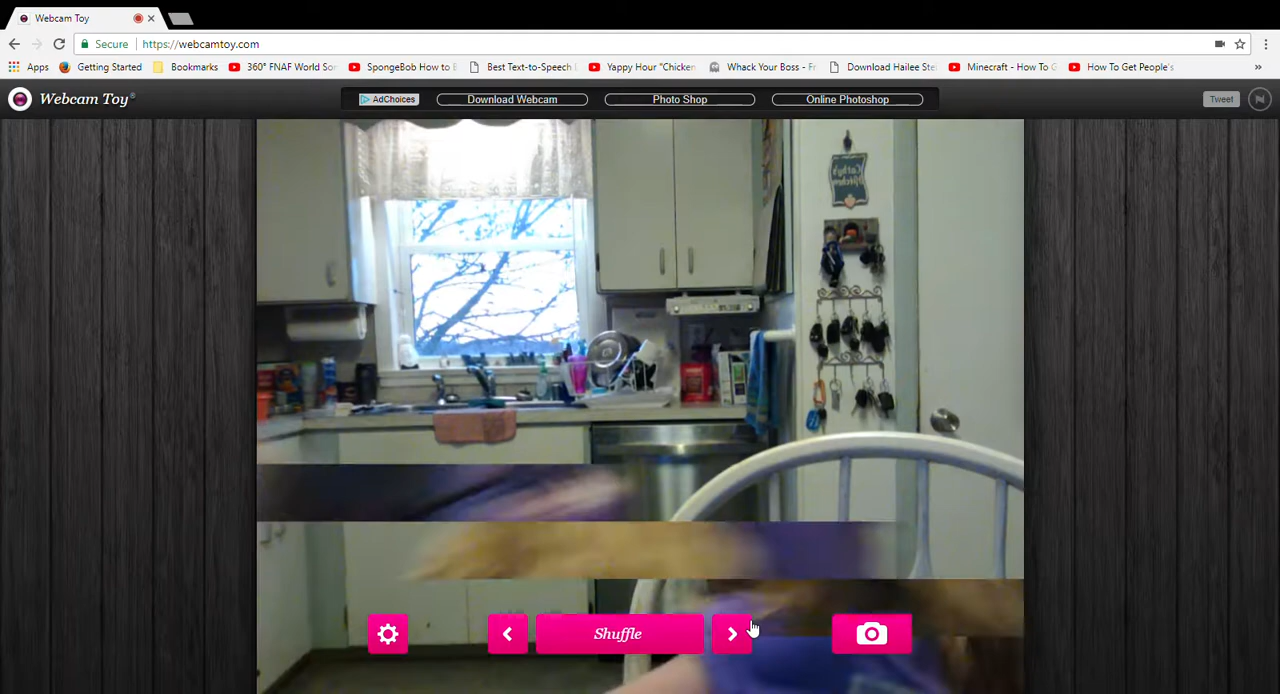 Webcam Toy
Secure
https://webcamtoy.com
Apps
Getting Started
Bookmarks
360° FNAF World So
SpongeBob How to B
Best Text-to-Speech
Yappy Hour "Chicken
Whack Your Boss - Fr
Download Hailee Ste
Minecraft - How To G
How To Get People's
»
Webcam Toy®
AdChoices
Download Webcam
Photo Shop
Online Photoshop
Tweet
Shuffle